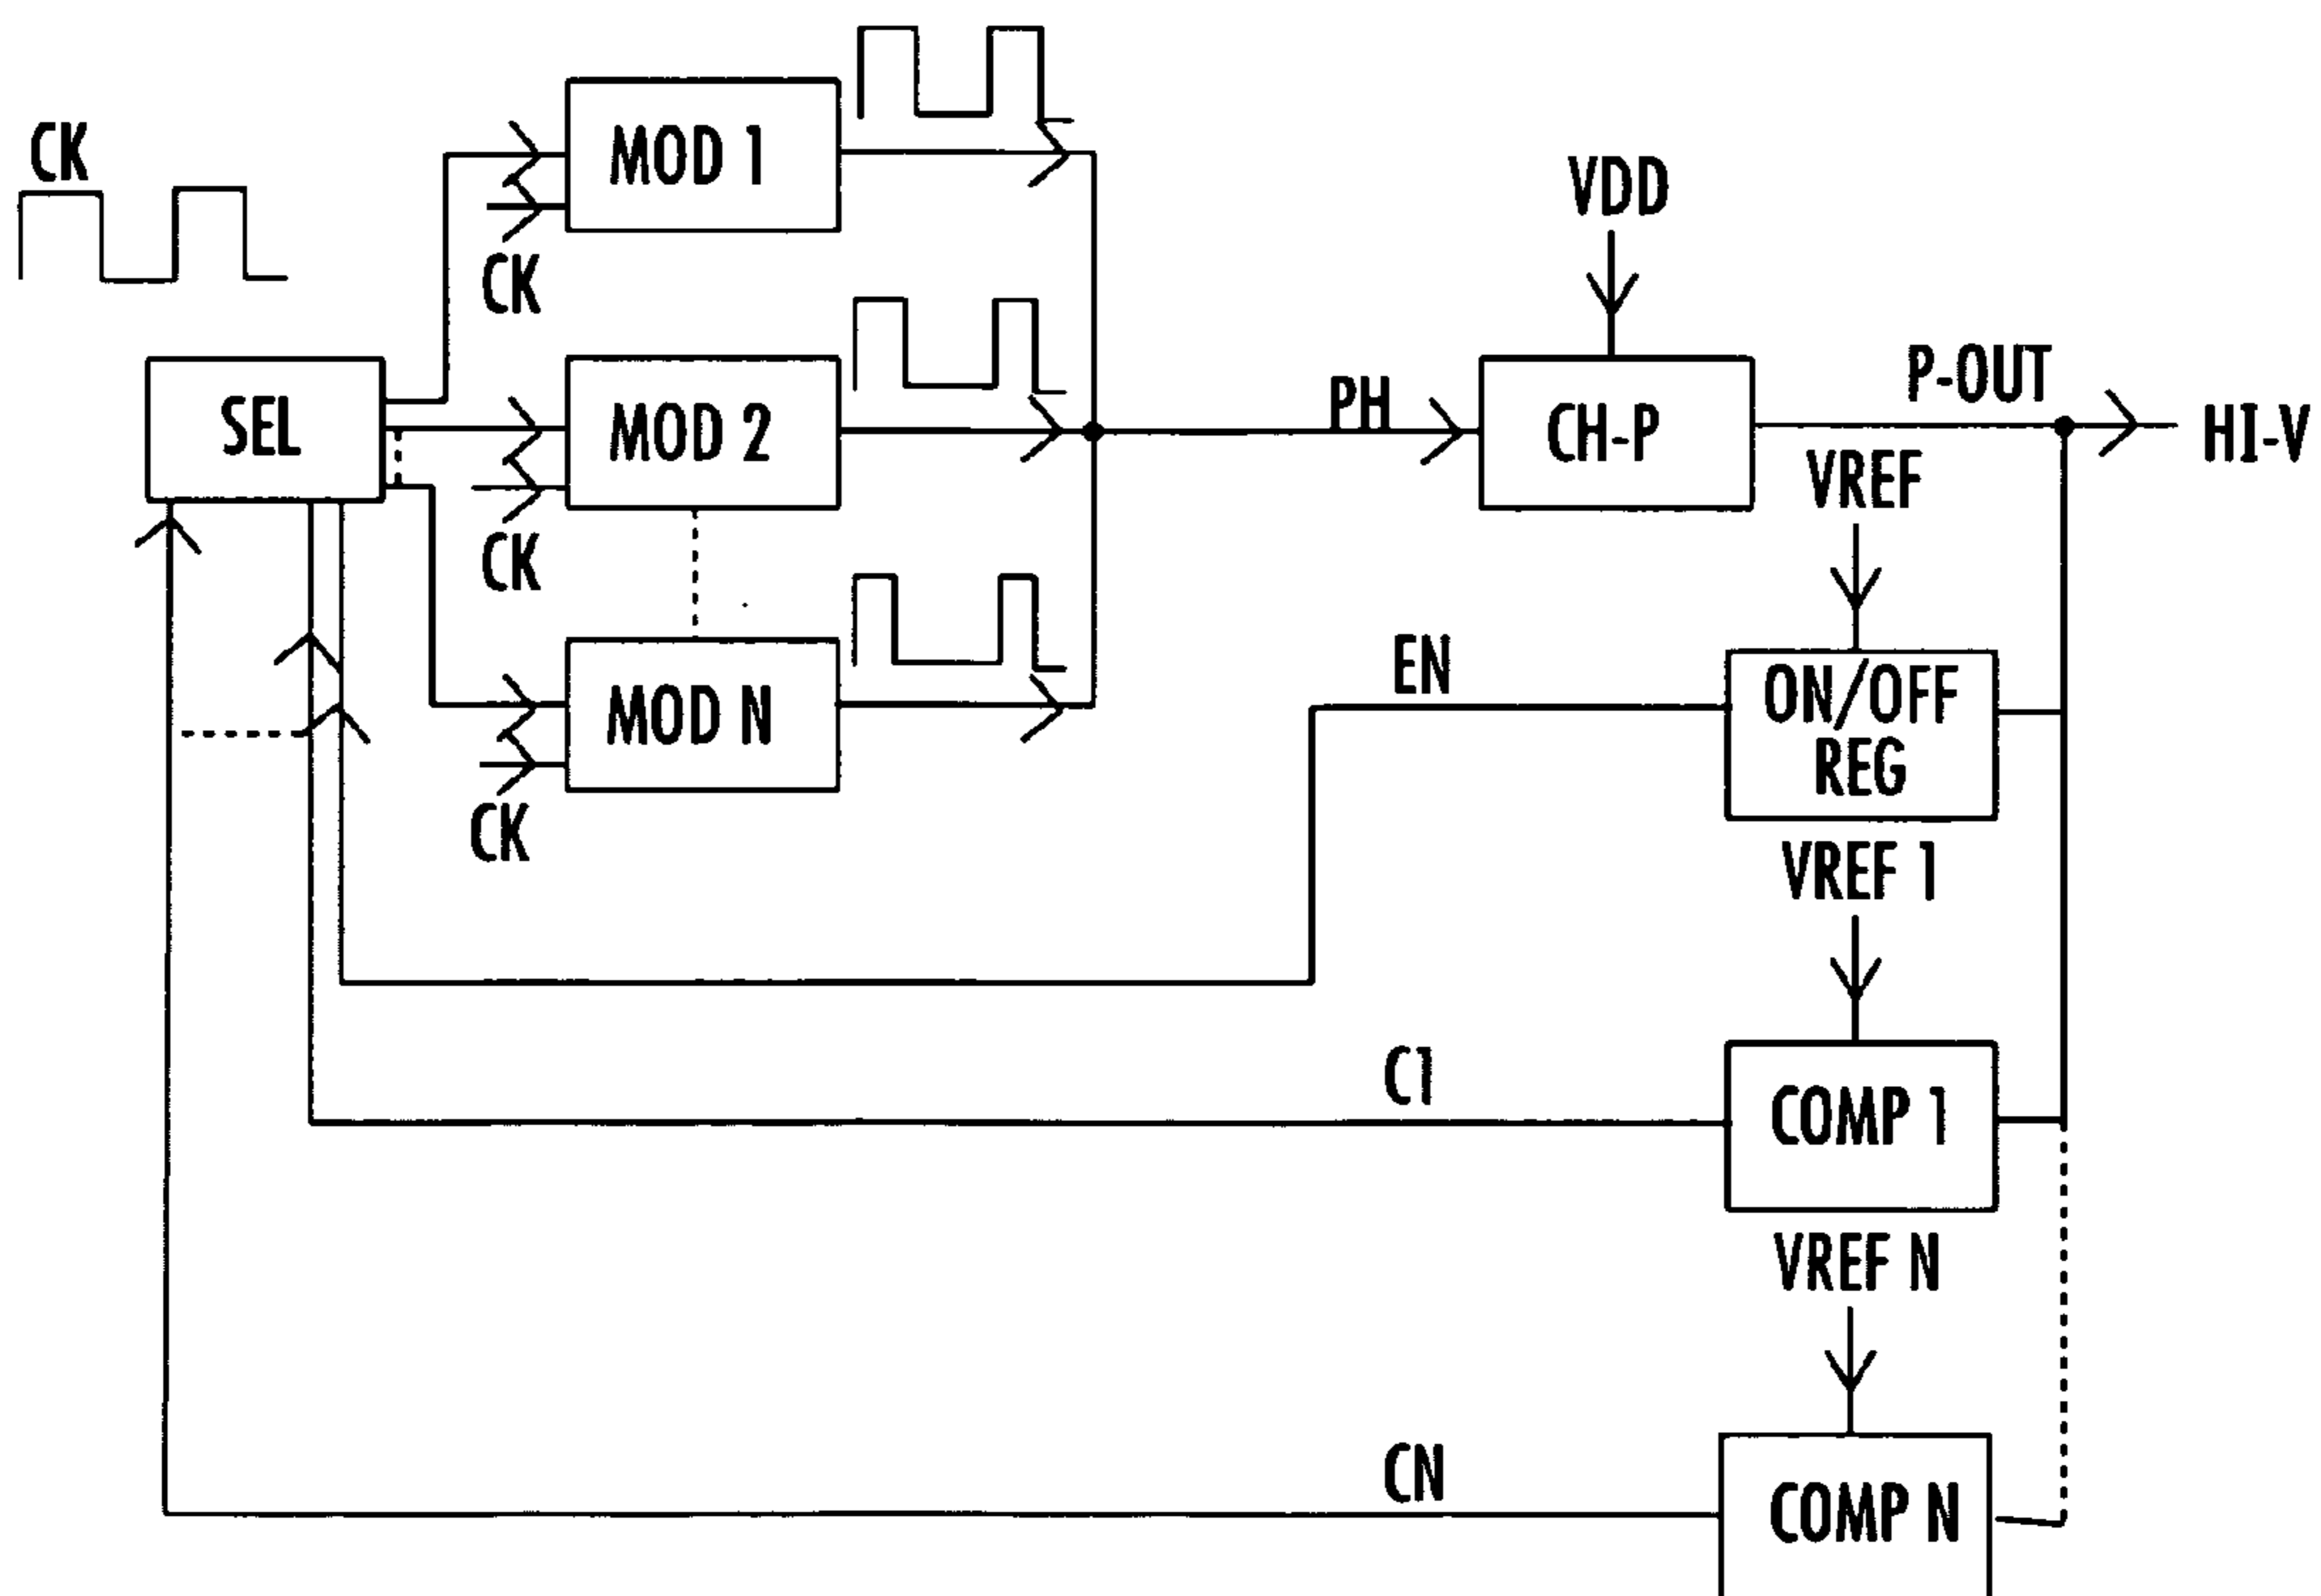 CK
MOD 1
CK
VDD
SEL
MOD 2
CK
PH
CH-P
P-OUT
HI-V
VREF
MOD N
CK
EN
ON/OFF
REG
VREF 1
C1
COMP 1
VREF N
CN
COMP N